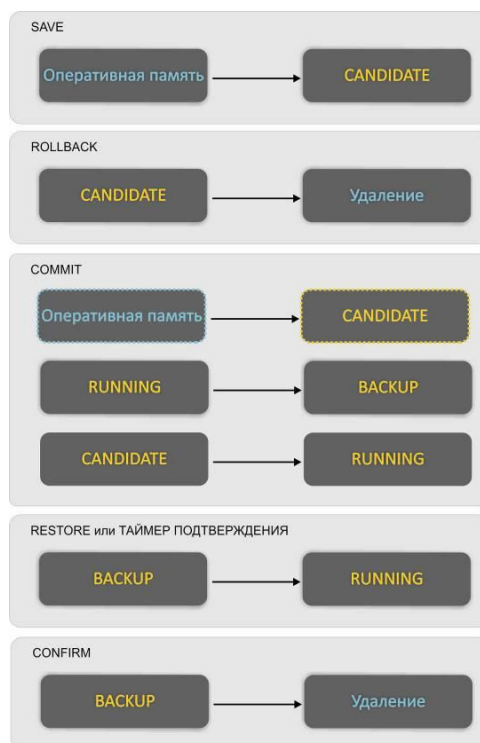 SAVE
Оперативная память
CANDIDATE
ROLLBACK
CANDIDATE
Удаление
COMMIT
Оперативная память
CANDIDATE
RUNNING
BACKUP
CANDIDATE
RUNNING
RESTORE или ТАЙМЕР ПОДТВЕРЖДЕНИЯ
BACKUP
RUNNING
CONFIRM
BACKUP
Удаление